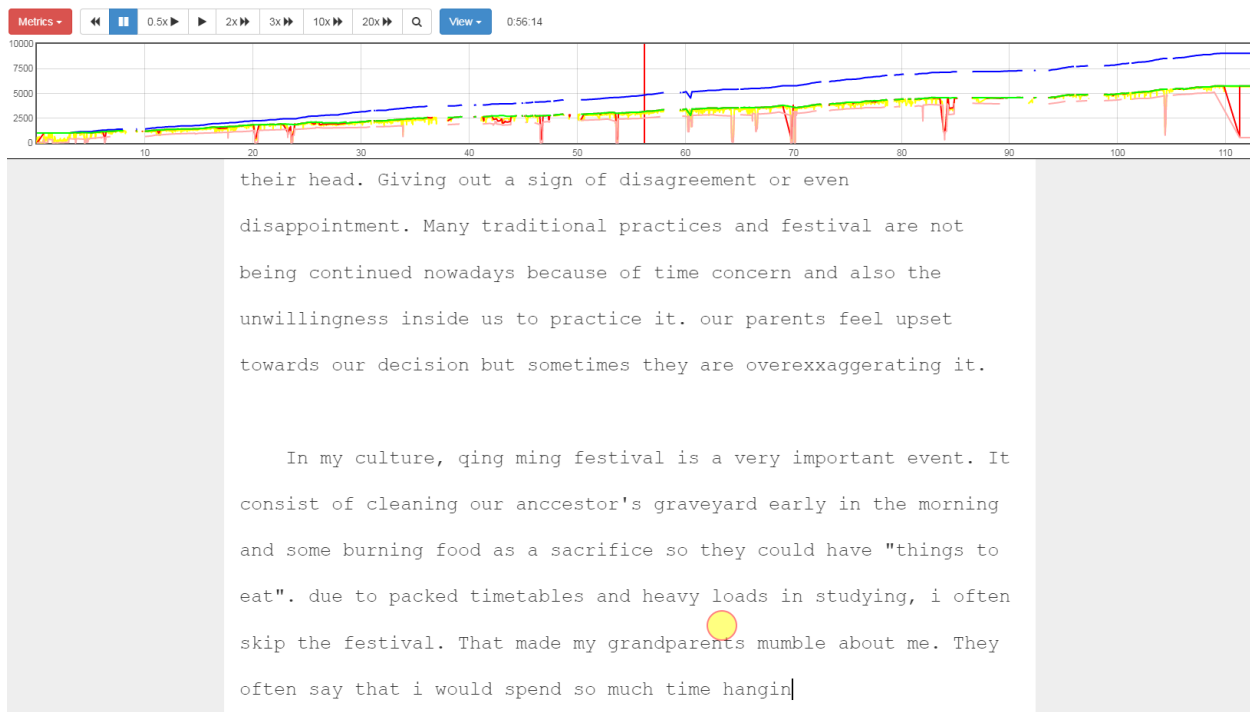 Metrics 0.5x 2x 3x 10x 20x View 0:56:14
10000
7500
5000
2500
0
10 20 30 40 50 60 70 80 90 100 110
their head. Giving out a sign of disagreement or even
disappointment. Many traditional practices and festival are not
being continued nowadays because of time concern and also the
unwillingness inside us to practice it. our parents feel upset
towards our decision but sometimes they are overexxaggerating it.
In my culture, qing ming festival is a very important event. It
consist of cleaning our anccestor's graveyard early in the morning
and some burning food as a sacrifice so they could have "things to
eat". due to packed timetables and heavy loads in studying, i often
skip the festival. That made my grandparents mumble about me. They
often say that i would spend so much time hangin